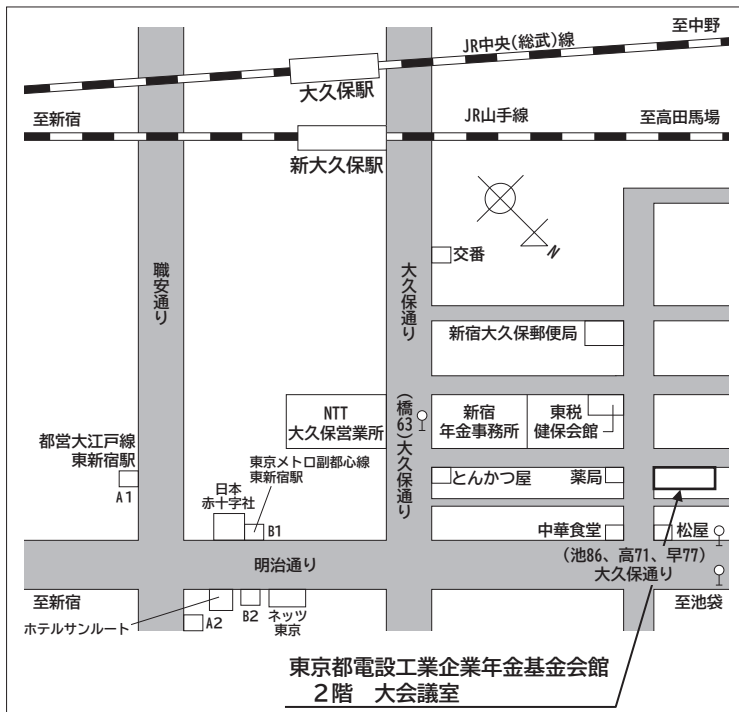 至中野
JR中央(総武)線
大久保駅
至新宿
JR山手線
至高田馬場
新大久保駅
N
交番
職安通り
大久保通り
新宿大久保郵便局
(橋63)大久保通り
NTT
大久保営業所
新宿
年金事務所
東税
健保会館
都営大江戸線
東新宿駅
A1
東京メトロ副都心線
東新宿駅
日本
赤十字社
B1
とんかつ屋
薬局
中華食堂
松屋
(池86、高71、早77)
大久保通り
明治通り
至新宿
至池袋
ホテルサンルート
A2
B2
ネッツ
東京
東京都電設工業企業年金基金会館
2階 大会議室